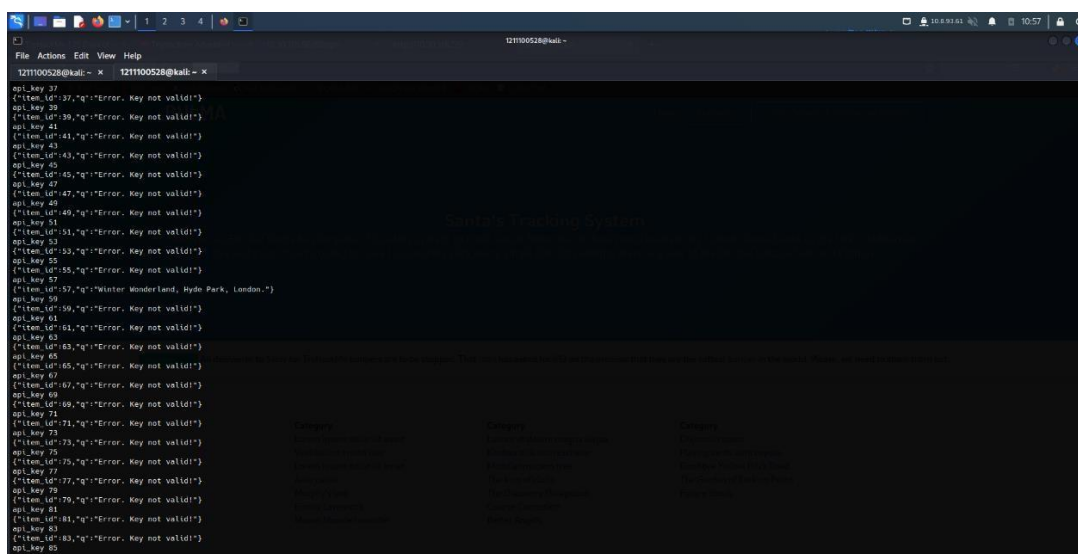 1 2 3 4
10.8.93.61
10:57
1211100528@kali: ~
File Actions Edit View Help
1211100528@kali: ~ × 1211100528@kali: ~ ×
api_key 37
{"item_id":37,"q":"Error. Key not valid!"}
api_key 39
{"item_id":39,"q":"Error. Key not valid!"}
api_key 41
{"item_id":41,"q":"Error. Key not valid!"}
api_key 43
{"item_id":43,"q":"Error. Key not valid!"}
api_key 45
{"item_id":45,"q":"Error. Key not valid!"}
api_key 47
{"item_id":47,"q":"Error. Key not valid!"}
api_key 49
{"item_id":49,"q":"Error. Key not valid!"}
api_key 51
{"item_id":51,"q":"Error. Key not valid!"}
api_key 53
{"item_id":53,"q":"Error. Key not valid!"}
api_key 55
{"item_id":55,"q":"Error. Key not valid!"}
api_key 57
{"item_id":57,"q":"Winter Wonderland, Hyde Park, London."}
api_key 59
{"item_id":59,"q":"Error. Key not valid!"}
api_key 61
{"item_id":61,"q":"Error. Key not valid!"}
api_key 63
{"item_id":63,"q":"Error. Key not valid!"}
api_key 65
{"item_id":65,"q":"Error. Key not valid!"}
api_key 67
{"item_id":67,"q":"Error. Key not valid!"}
api_key 69
{"item_id":69,"q":"Error. Key not valid!"}
api_key 71
{"item_id":71,"q":"Error. Key not valid!"}
api_key 73
{"item_id":73,"q":"Error. Key not valid!"}
api_key 75
{"item_id":75,"q":"Error. Key not valid!"}
api_key 77
{"item_id":77,"q":"Error. Key not valid!"}
api_key 79
{"item_id":79,"q":"Error. Key not valid!"}
api_key 81
{"item_id":81,"q":"Error. Key not valid!"}
api_key 83
{"item_id":83,"q":"Error. Key not valid!"}
api_key 85
Santa's Tracking System
Category Category Category